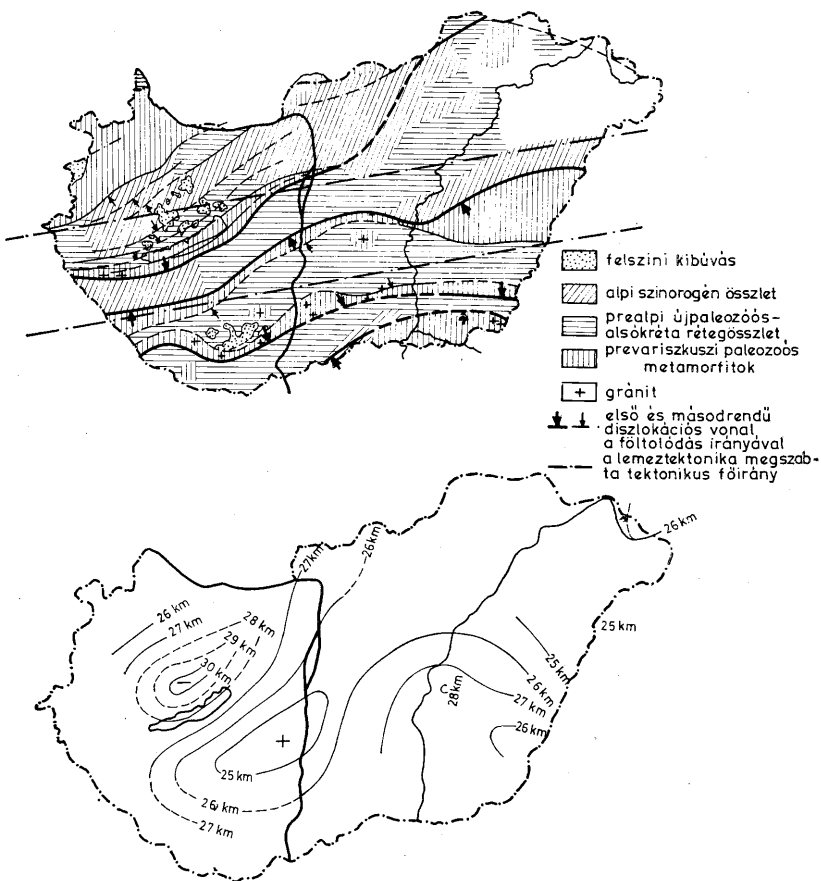 felszini kibúvás
alpi szinorogén összlet
prealpi újpaleozóós-
alsókréta rétegösszlet
prevariszkuszi paleozoós
metamorfitok
gránit
első és másodrendű
diszlokációs vonal
a föltolódás irányával
a lemeztektonika megszab-
ta tektonikus főirány
27km
26 km
26 km
26 km
27 km
28 km
29 km
30 km
25 km
25 km
26 km
27 km
28km
26 km
25 km
26 km
27 km